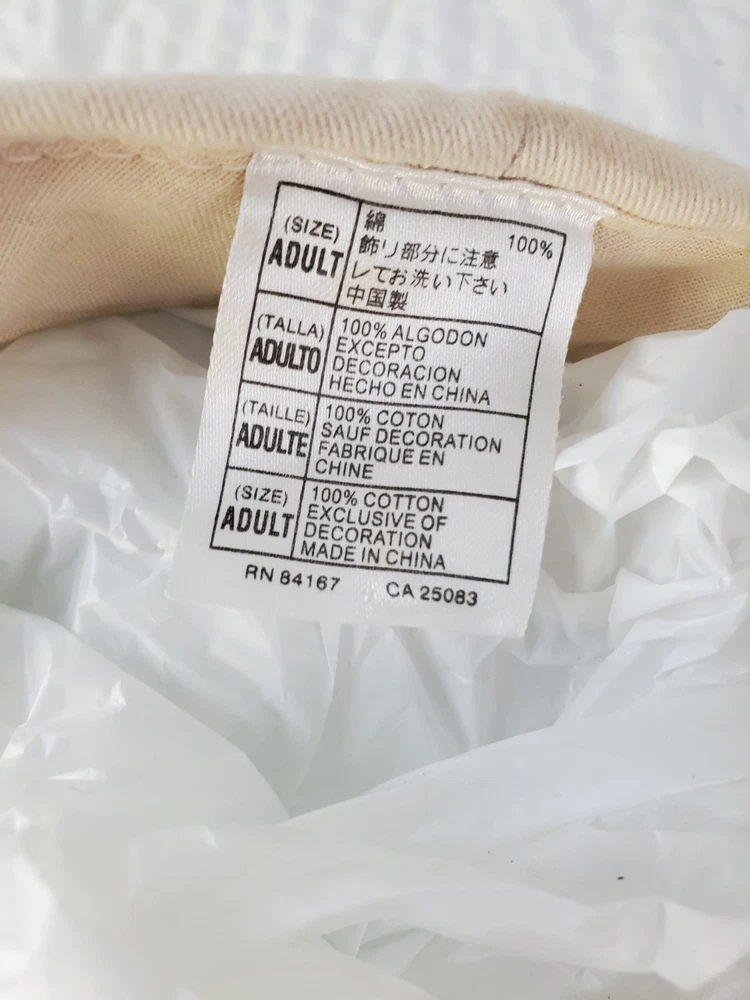 (SIZE)
ADULT
綿 100%
飾り部分に注意
してお洗い下さい
中国製
(TALLA)
ADULTO
100% ALGODON
EXCEPTO
DECORACION
HECHO EN CHINA
(TAILLE)
ADULTE
100% COTON
SAUF DECORATION
FABRIQUE EN
CHINE
(SIZE)
ADULT
100% COTTON
EXCLUSIVE OF
DECORATION
MADE IN CHINA
RN 84167 CA 25083